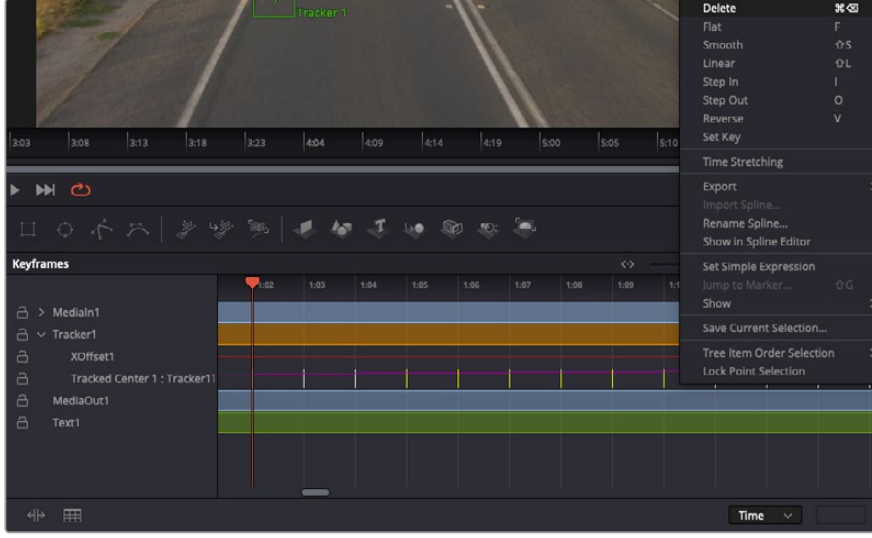 Tracker 1
Delete ⌘⌫
Flat F
Smooth ⇧S
Linear ⇧L
Step In I
Step Out O
Reverse V
Set Key
Time Stretching
Export
Import Spline...
Rename Spline...
Show in Spline Editor
Set Simple Expression
Jump to Marker... ⇧G
Show
Save Current Selection...
Tree Item Order Selection
Lock Point Selection
3:03 3:08 3:13 3:18 3:23 4:04 4:09 4:14 4:19 5:00 5:05 5:10
Keyframes
1:02 1:03 1:04 1:05 1:06 1:07 1:08 1:09
MediaIn1
Tracker1
XOffset1
Tracked Center 1 : Tracker1
MediaOut1
Text1
Time